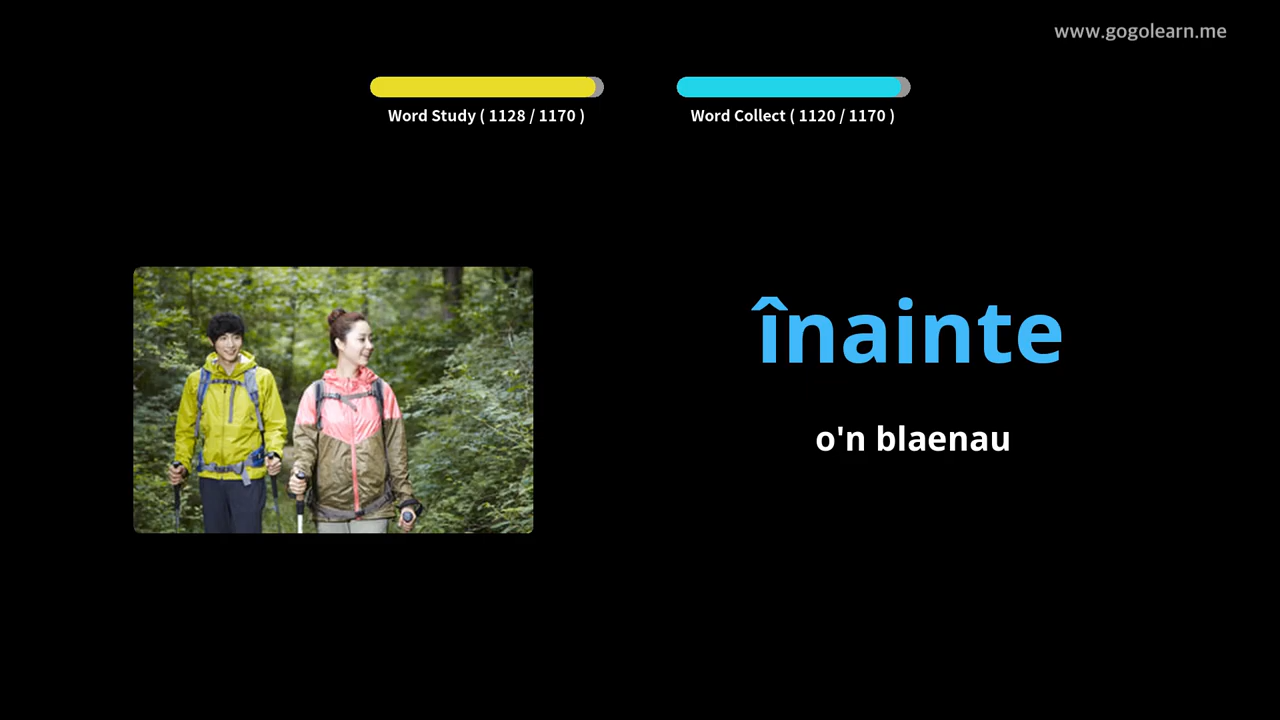 www.gogolearn.me
Word Study ( 1128 / 1170 )
Word Collect ( 1120 / 1170 )
înainte
o'n blaenau